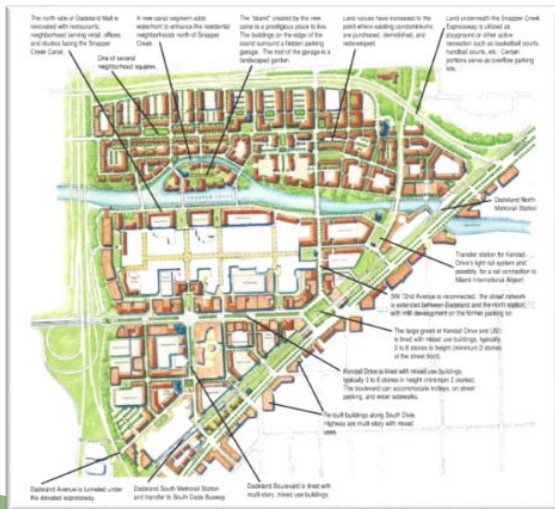 The north side of Dadeland Mall is
renovated with restaurants,
neighborhood serving retail, offices,
and studios facing the Snapper
Creek Canal.
A new canal segment adds
waterfront to enhance the residential
neighborhoods north of Snapper
Creek.
The "island" created by the new
canal is a prestigious place to live.
The buildings on the edge of the
island surround a hidden parking
garage. The roof of the garage is a
landscaped garden.
Land values have increased to the
point where existing condominiums
are purchased, demolished, and
redeveloped.
Land underneath the Snapper Creek
Expressway is utilized as
playground or other active
recreation such as basketball courts,
handball courts, etc. Certain
portions serve as overflow parking
lots.
One of several
neighborhood squares.
Dadeland North
Metrorail Station
Transfer station for Kendall
Drive's light rail system and
possibly, for a rail connection to
Miami International Airport
SW 72nd Avenue is reconnected; the street network
is extended between Dadeland and the north station,
with infill development on the former parking lot.
The large green at Kendall Drive and US1
is lined with mixed use buildings, typically
3 to 8 stories in height (minimum 2 stories
at the street front).
Kendall Drive is lined with mixed use buildings,
typically 3 to 8 stories in height (minimum 2 stories).
The boulevard can accommodate trolleys, on street
parking, and wider sidewalks.
Re-built buildings along South Dixie
Highway are multi-story with mixed
uses.
Dadeland Avenue is tunneled under
the elevated expressway.
Dadeland South Metrorail Station
and transfer to South Dade Busway.
Dadeland Boulevard is lined with
multi-story, mixed use buildings